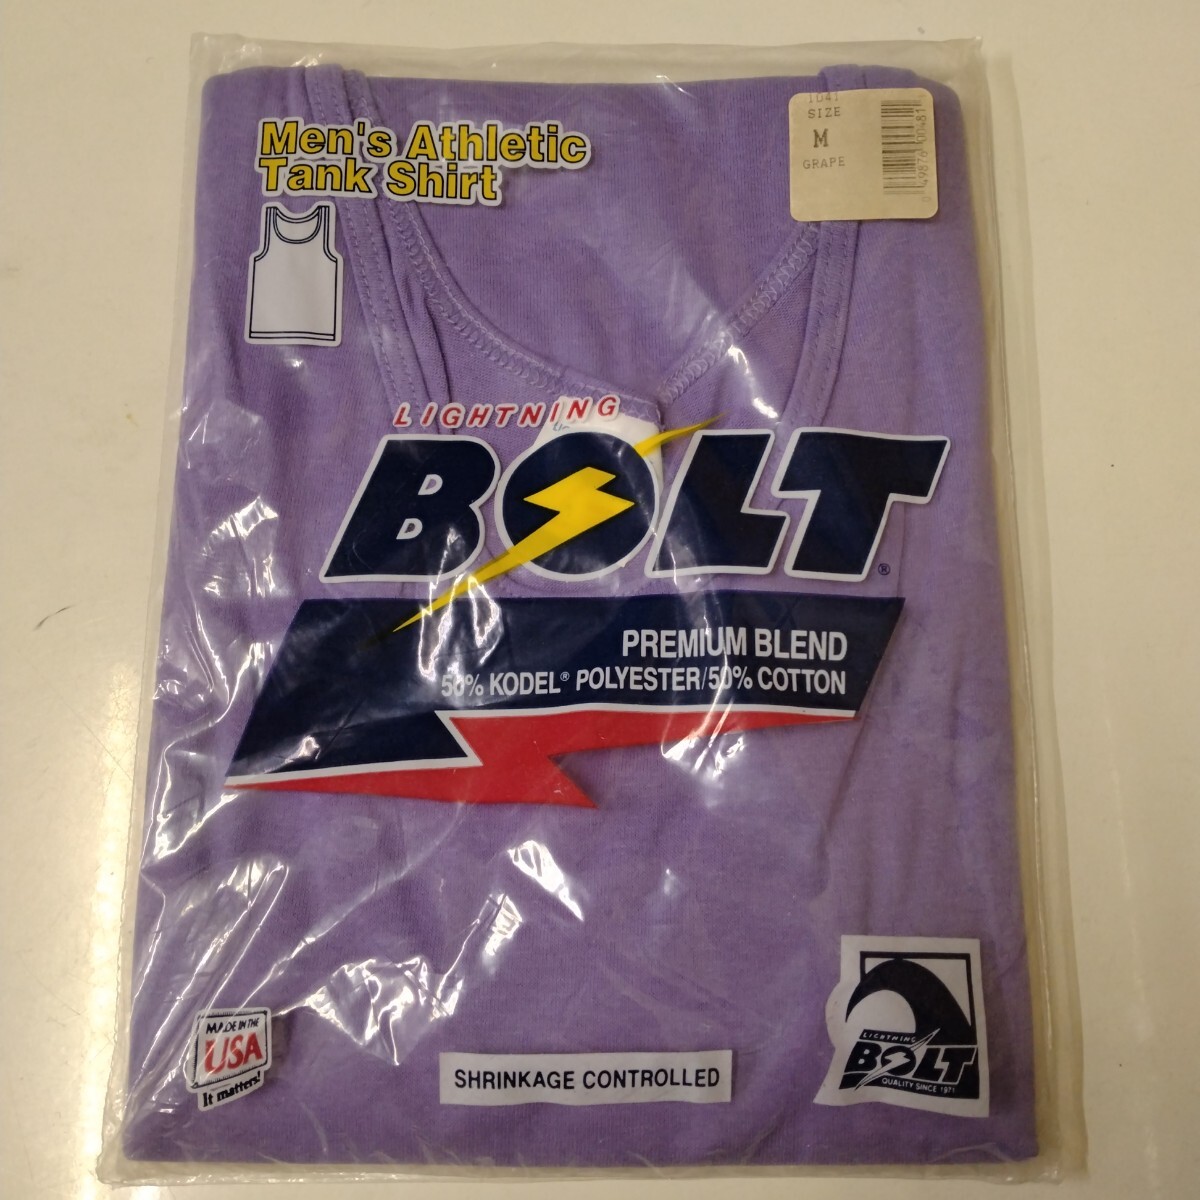 Men's Athletic
Tank Shirt
1041
SIZE
M
GRAPE
LIGHTNING
BOLT
®
PREMIUM BLEND
50% KODEL® POLYESTER/50% COTTON
MADE IN THE
USA
It matters!
SHRINKAGE CONTROLLED
LIGHTNING
BOLT
QUALITY SINCE 1971